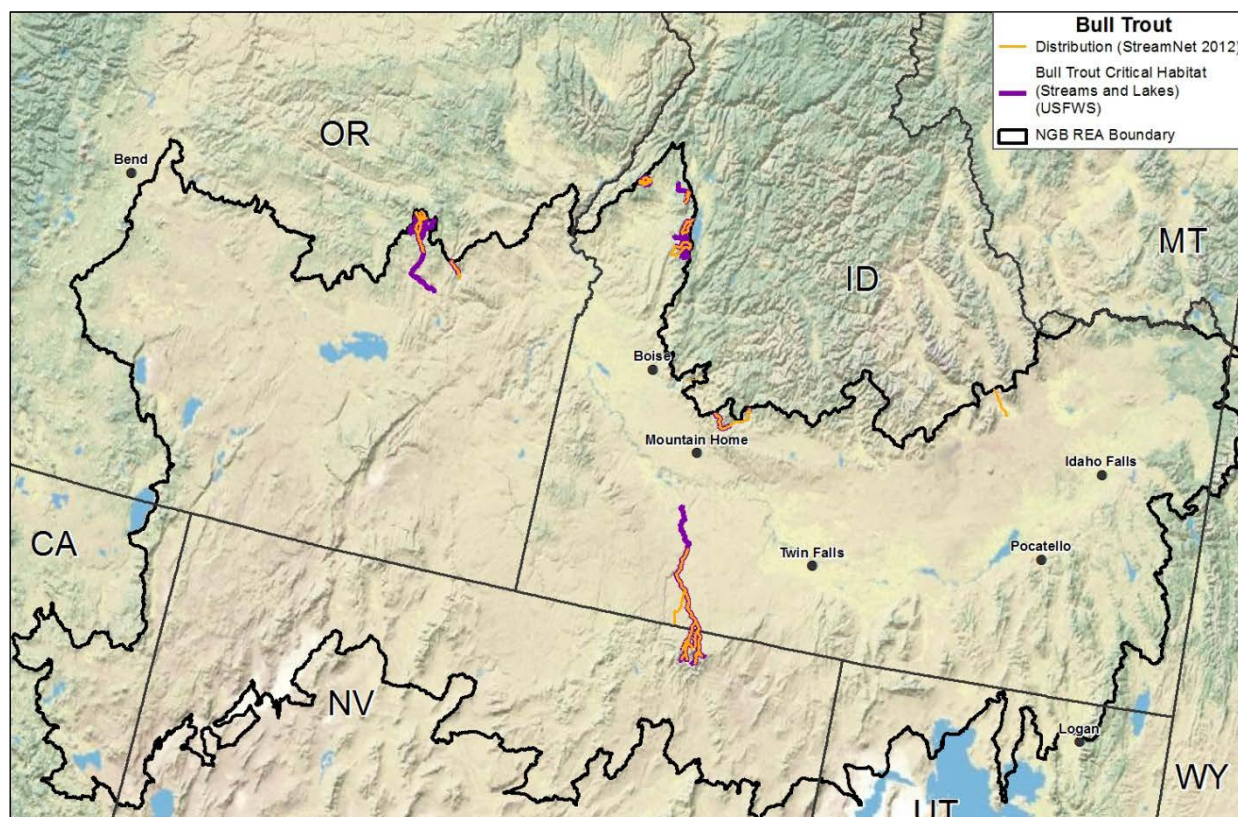 Bull Trout
Distribution (StreamNet 2012)
Bull Trout Critical Habitat
(Streams and Lakes)
(USFWS)
NGB REA Boundary
OR
Bend
MT
ID
Boise
Mountain Home
Idaho Falls
CA
Twin Falls
Pocatello
NV
Logan
WY
UT